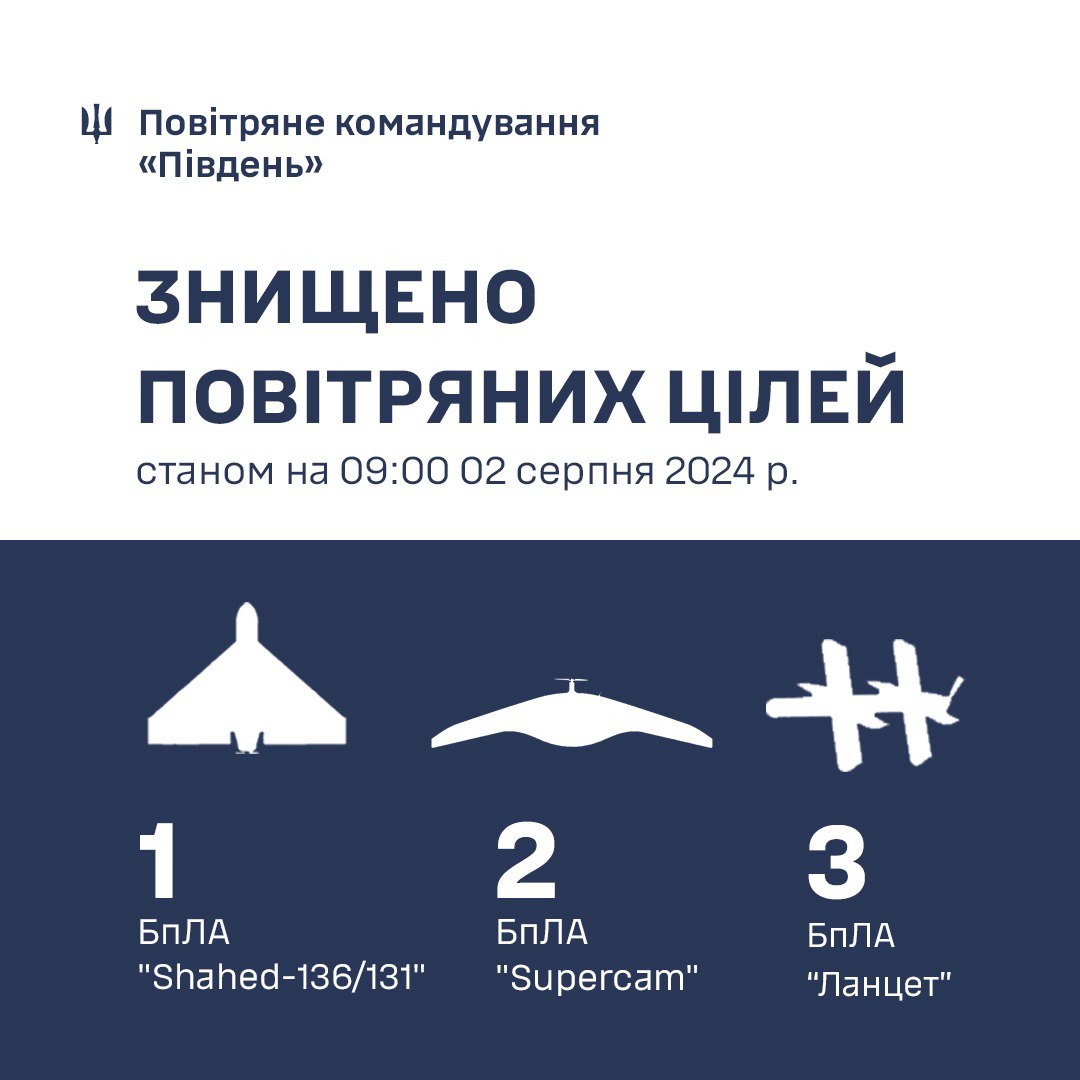 Повітряне командування
«Південь»
ЗНИЩЕНО
ПОВІТРЯНИХ ЦІЛЕЙ
станом на 09:00 02 серпня 2024 р.
1
БпЛА
"Shahed-136/131"
2
БпЛА
"Supercam"
3
БпЛА
“Ланцет”